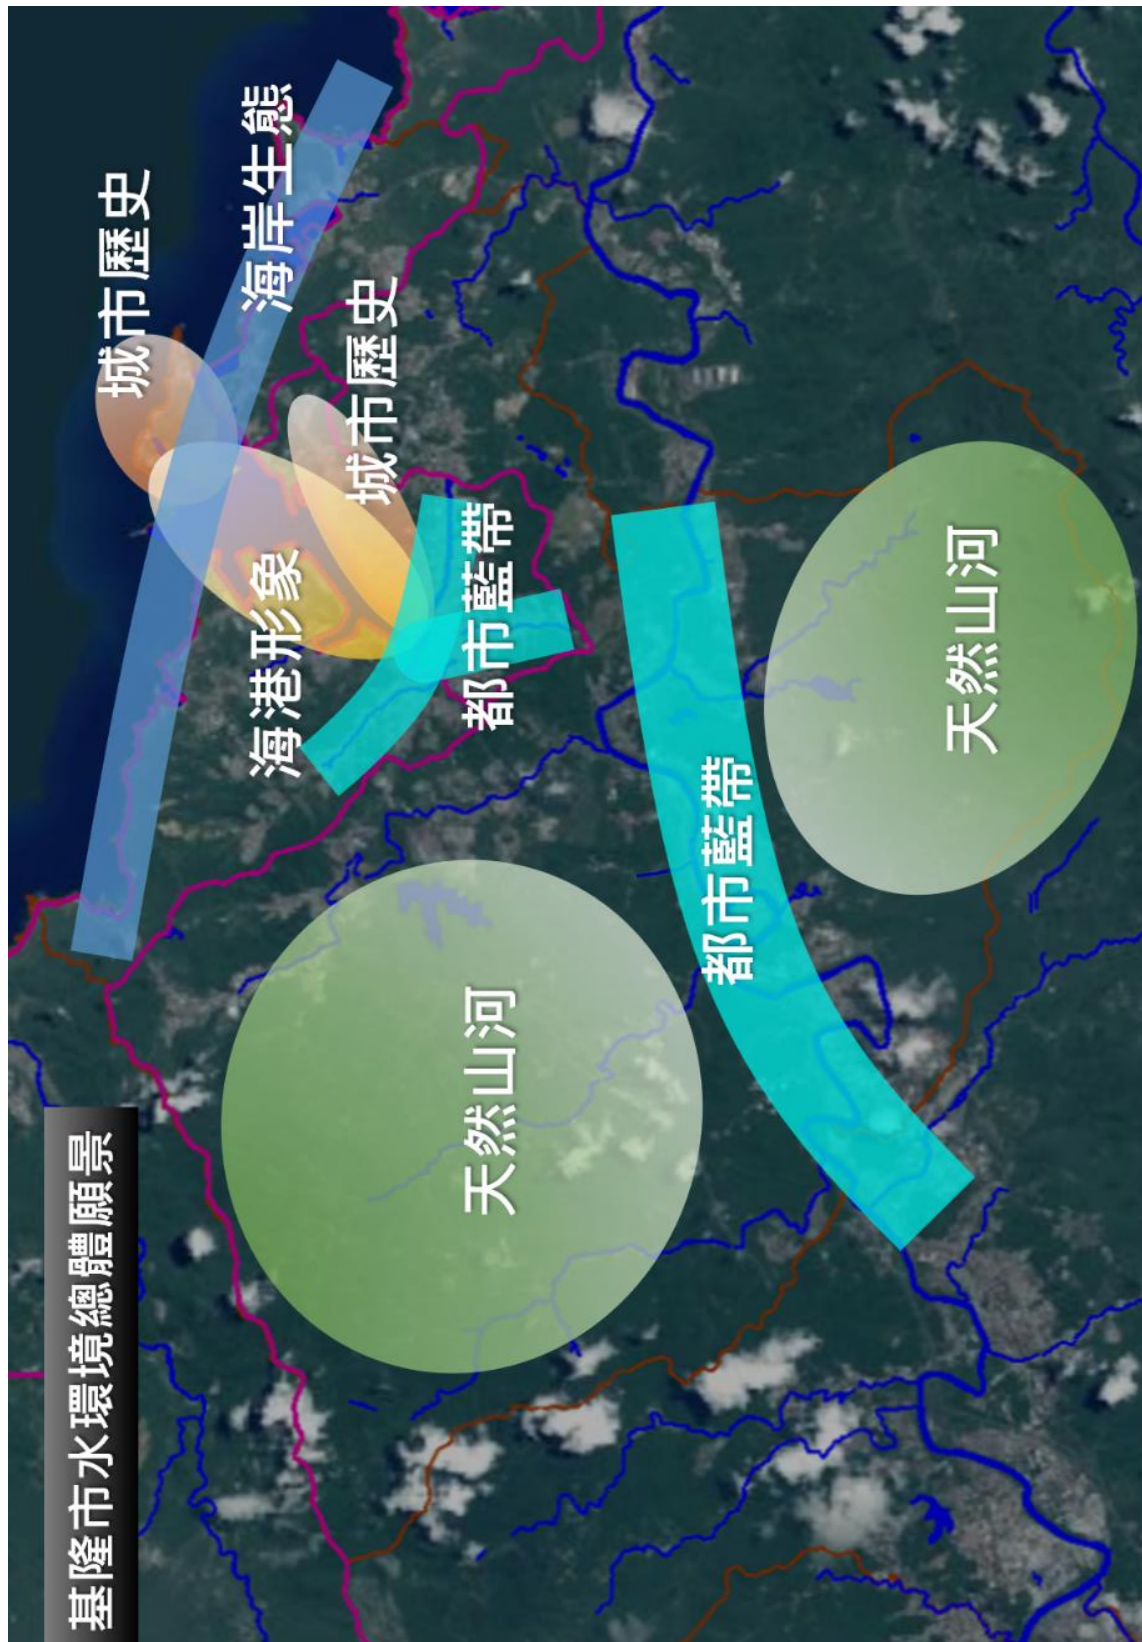 基隆市水環境總體願景
城市歷史
海岸生態
城市歷史
海港形象
都市藍帶
都市藍帶
天然山河
天然山河